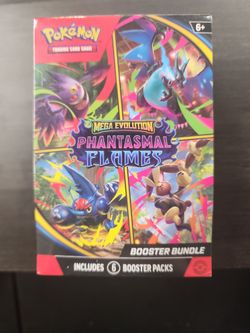 POKÉMON
TRADING CARD GAME
6+
MEGA EVOLUTION
PHANTASMAL
FLAMES
BOOSTER BUNDLE
INCLUDES 6 BOOSTER PACKS